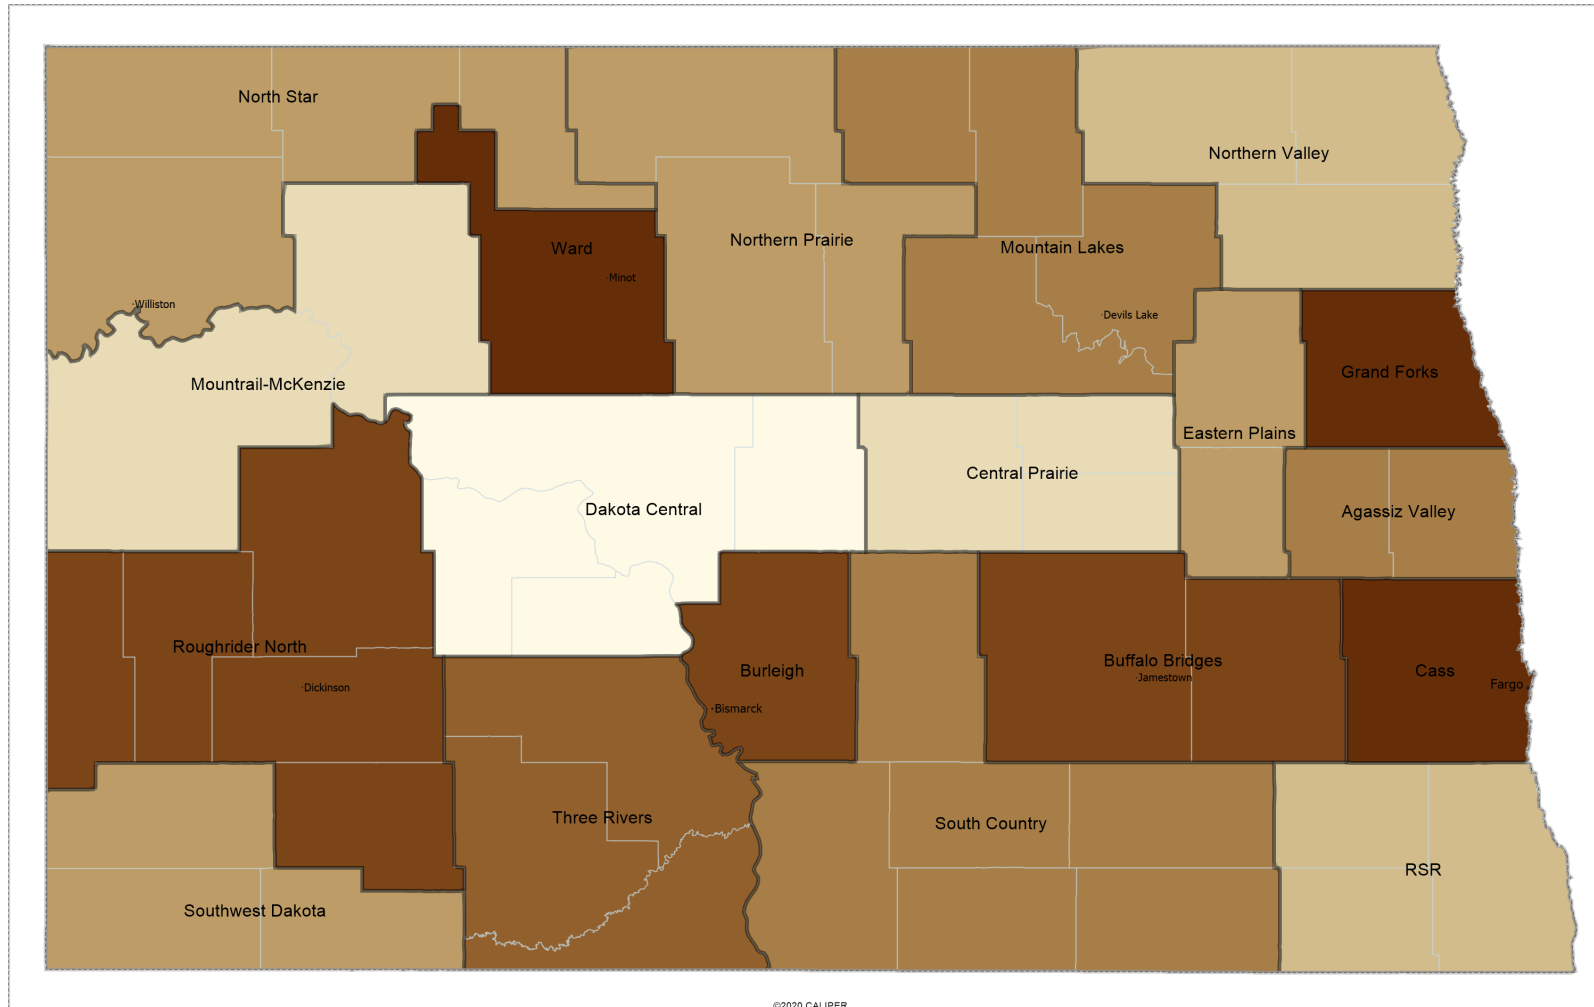 North Star
Northern Valley
Northern Prairie
Ward
Mountain Lakes
·Minot
·Williston
·Devils Lake
Grand Forks
Mountrail-McKenzie
Eastern Plains
Central Prairie
Dakota Central
Agassiz Valley
Roughrider North
Buffalo Bridges
Burleigh
Cass
·Jamestown
Fargo
·Dickinson
·Bismarck
Three Rivers
South Country
RSR
Southwest Dakota
©2020 CALIPER